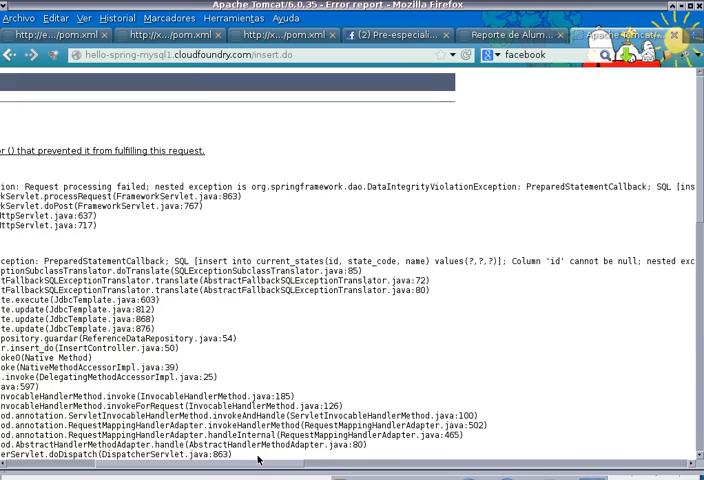 Apache Tomcat/6.0.35 - Error report - Mozilla Firefox
Archivo Editar Ver Historial Marcadores Herramientas Ayuda
http://e.../pom.xml
http://x.../pom.xml
http://x.../pom.xml
(2) Pre-especiali...
Reporte de Alum...
Apache Tomcat/...
hello-spring-mysql1.cloudfoundry.com/insert.do
facebook
or () that prevented it from fulfilling this request.
ion: Request processing failed; nested exception is org.springframework.dao.DataIntegrityViolationException: PreparedStatementCallback; SQL [ins
kServlet.processRequest(FrameworkServlet.java:863)
kServlet.doPost(FrameworkServlet.java:767)
HttpServlet.java:637)
HttpServlet.java:717)
ception: PreparedStatementCallback; SQL [insert into current_states(id, state_code, name) values(?,?,?)]; Column 'id' cannot be null; nested exc
ptionSubclassTranslator.doTranslate(SQLExceptionSubclassTranslator.java:85)
tFallbackSQLExceptionTranslator.translate(AbstractFallbackSQLExceptionTranslator.java:72)
tFallbackSQLExceptionTranslator.translate(AbstractFallbackSQLExceptionTranslator.java:80)
te.execute(JdbcTemplate.java:603)
te.update(JdbcTemplate.java:812)
te.update(JdbcTemplate.java:868)
te.update(JdbcTemplate.java:876)
pository.guardar(ReferenceDataRepository.java:54)
r.insert_do(InsertController.java:50)
voke0(Native Method)
voke(NativeMethodAccessorImpl.java:39)
l.invoke(DelegatingMethodAccessorImpl.java:25)
ava:597)
nvocableHandlerMethod.invoke(InvocableHandlerMethod.java:185)
nvocableHandlerMethod.invokeForRequest(InvocableHandlerMethod.java:126)
od.annotation.ServletInvocableHandlerMethod.invokeAndHandle(ServletInvocableHandlerMethod.java:100)
od.annotation.RequestMappingHandlerAdapter.invokeHandlerMethod(RequestMappingHandlerAdapter.java:502)
od.annotation.RequestMappingHandlerAdapter.handleInternal(RequestMappingHandlerAdapter.java:465)
od.AbstractHandlerMethodAdapter.handle(AbstractHandlerMethodAdapter.java:80)
erServlet.doDispatch(DispatcherServlet.java:863)